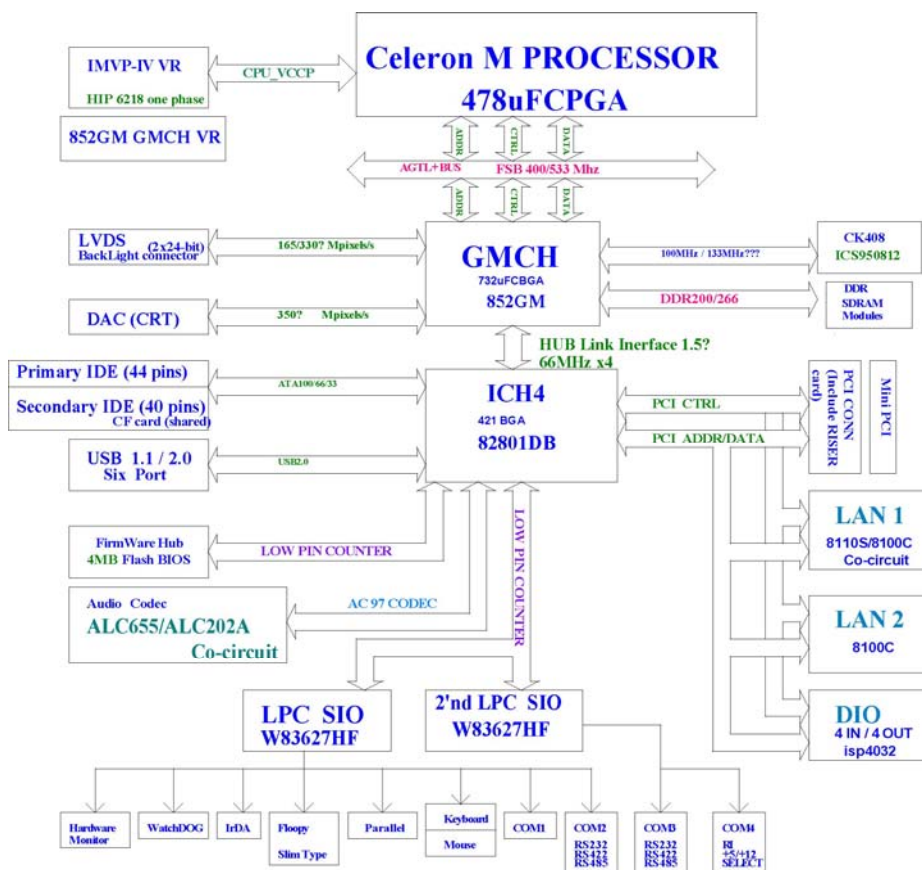 IMVP-IV VR
HIP 6218 one phase
CPU_VCCP
Celeron M PROCESSOR
478uFCPGA
852GM GMCH VR
ADDR
CTRL
DATA
AGTL+BUS
FSB 400/533 Mhz
ADDR
CTRL
DATA
LVDS (2x24-bit)
BackLight connector
165/330? Mpixels/s
GMCH
732uFCBGA
852GM
100MHz / 133MHz???
CK408
ICS950812
DAC (CRT)
350? Mpixels/s
DDR200/266
DDR
SDRAM
Modules
HUB Link Inerface 1.5?
66MHz x4
Primary IDE (44 pins)
Secondary IDE (40 pins)
CF card (shared)
ATA100/66/33
ICH4
421 BGA
82801DB
PCI CTRL
PCI ADDR/DATA
PCI CONN
(Include RISER
card)
Mini PCI
USB 1.1 / 2.0
Six Port
USB2.0
FirmWare Hub
4MB Flash BIOS
LOW PIN COUNTER
LOW PIN COUNTER
LAN 1
8110S/8100C
Co-circuit
Audio Codec
ALC655/ALC202A
Co-circuit
AC 97 CODEC
LAN 2
8100C
LPC SIO
W83627HF
2'nd LPC SIO
W83627HF
DIO
4 IN / 4 OUT
isp4032
Hardware
Monitor
WatchDOG
IrDA
Floopy
Slim Type
Parallel
Keyboard
Mouse
COM1
COM2
RS232
RS422
RS485
COM3
RS232
RS422
RS485
COM4
RI
+5/+12
SELECT